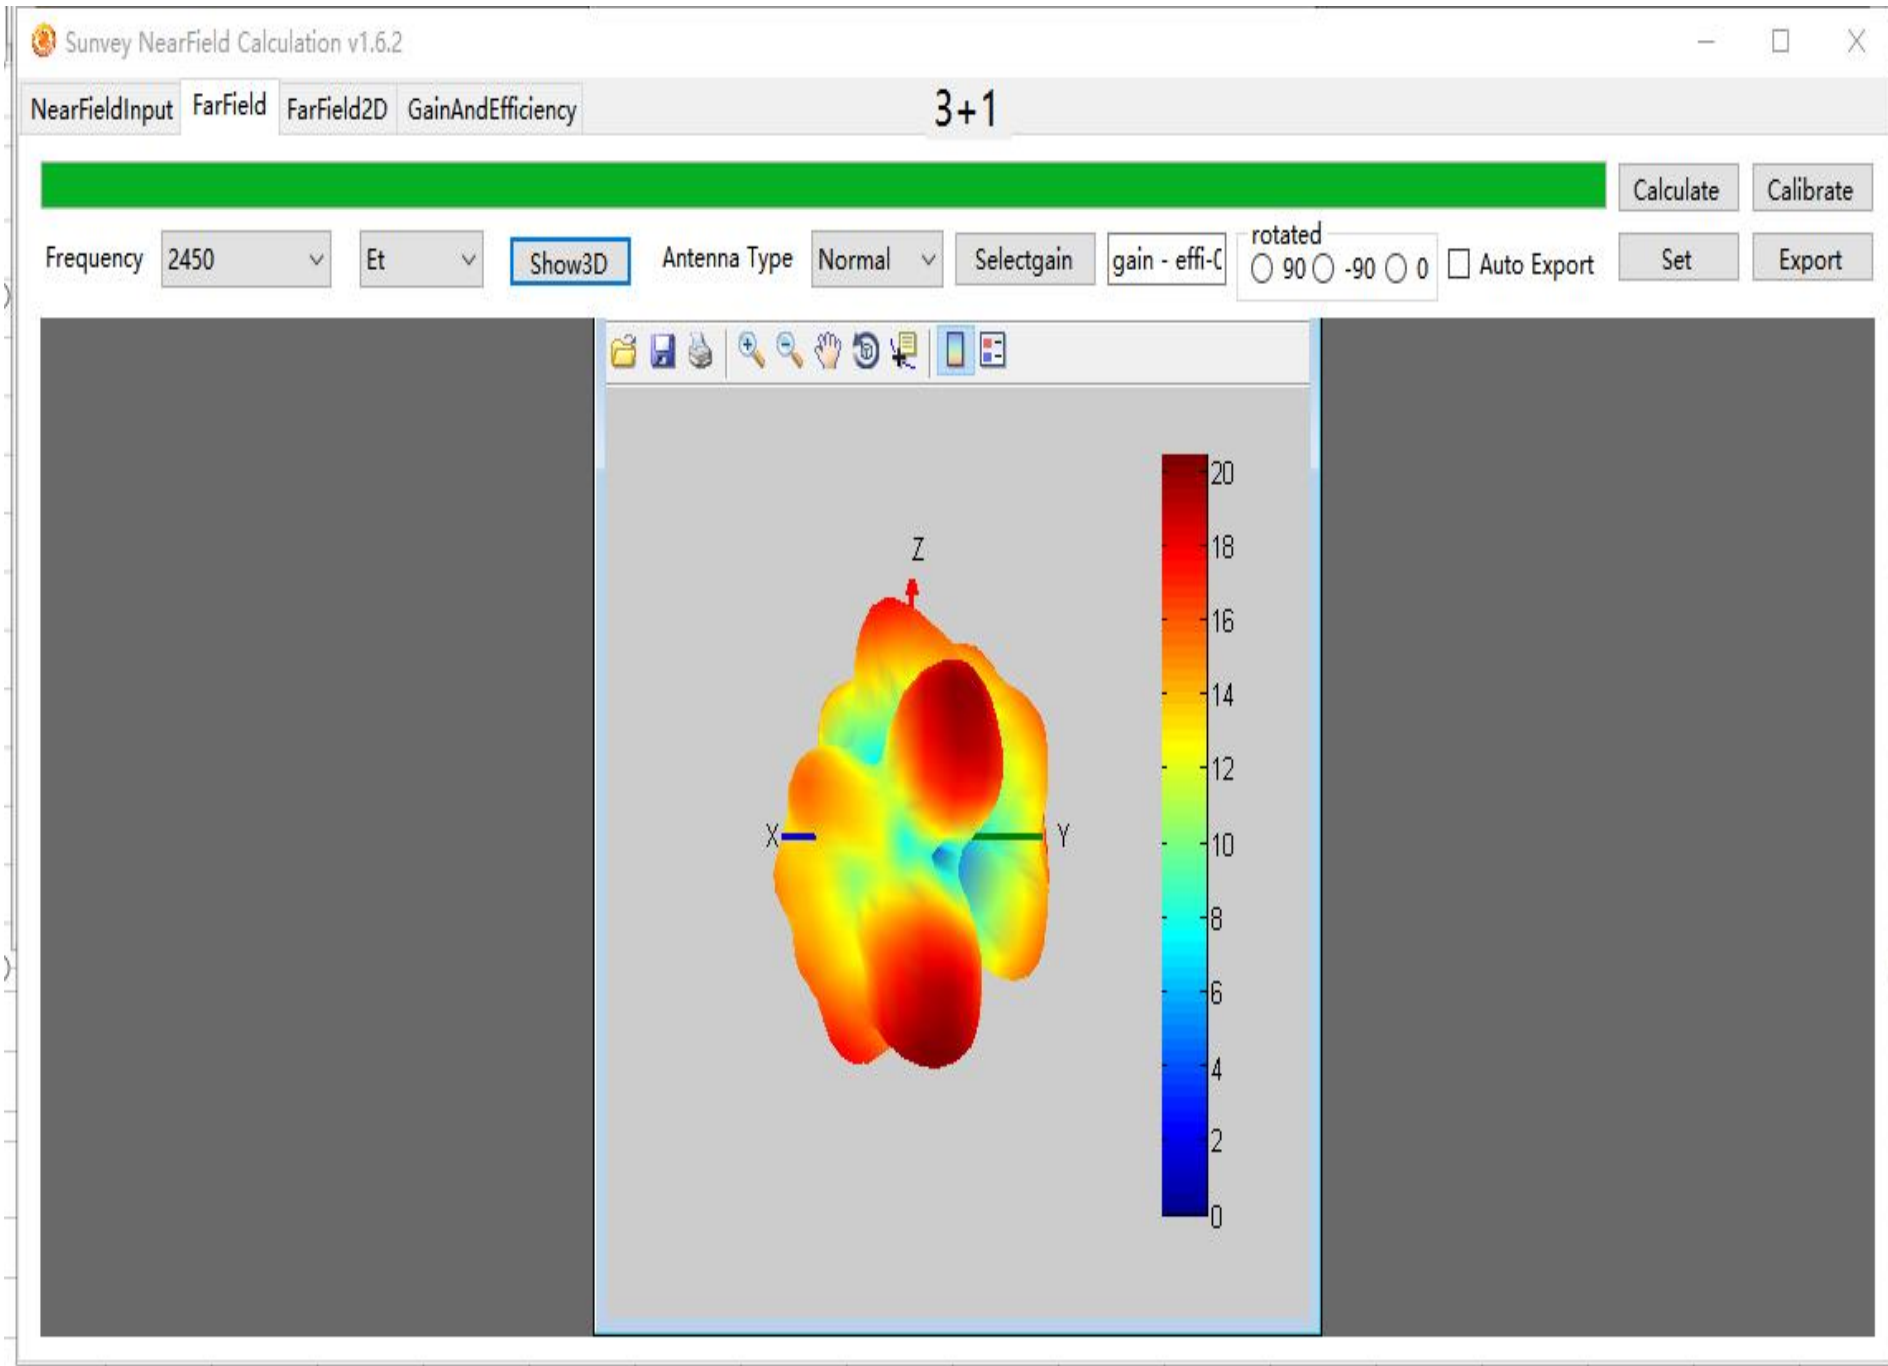 Sunvey NearField Calculation v1.6.2
NearFieldInput FarField FarField2D GainAndEfficiency 3+1
Calculate Calibrate
Frequency 2450 Et Show3D Antenna Type Normal Selectgain gain - effi-C rotated 90 -90 0 Auto Export Set Export
20
Z
18
16
14
12
X Y
10
8
6
4
2
0